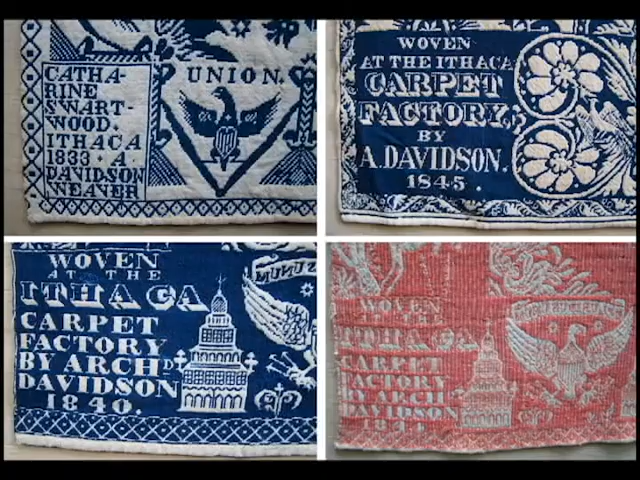 CATHA-
RINE
SWART-
WOOD.
ITHACA
1833 . A.
DAVIDSON
WEAVER
UNION.
WOVEN
AT THE ITHACA
CARPET
FACTORY,
BY
A. DAVIDSON.
1845.
WOVEN
AT THE
ITHACA
CARPET
FACTORY
BY ARCHD
DAVIDSON
1840.
WOVEN
AT THE
ITHACA
CARPET
FACTORY
BY ARCH
DAVIDSON